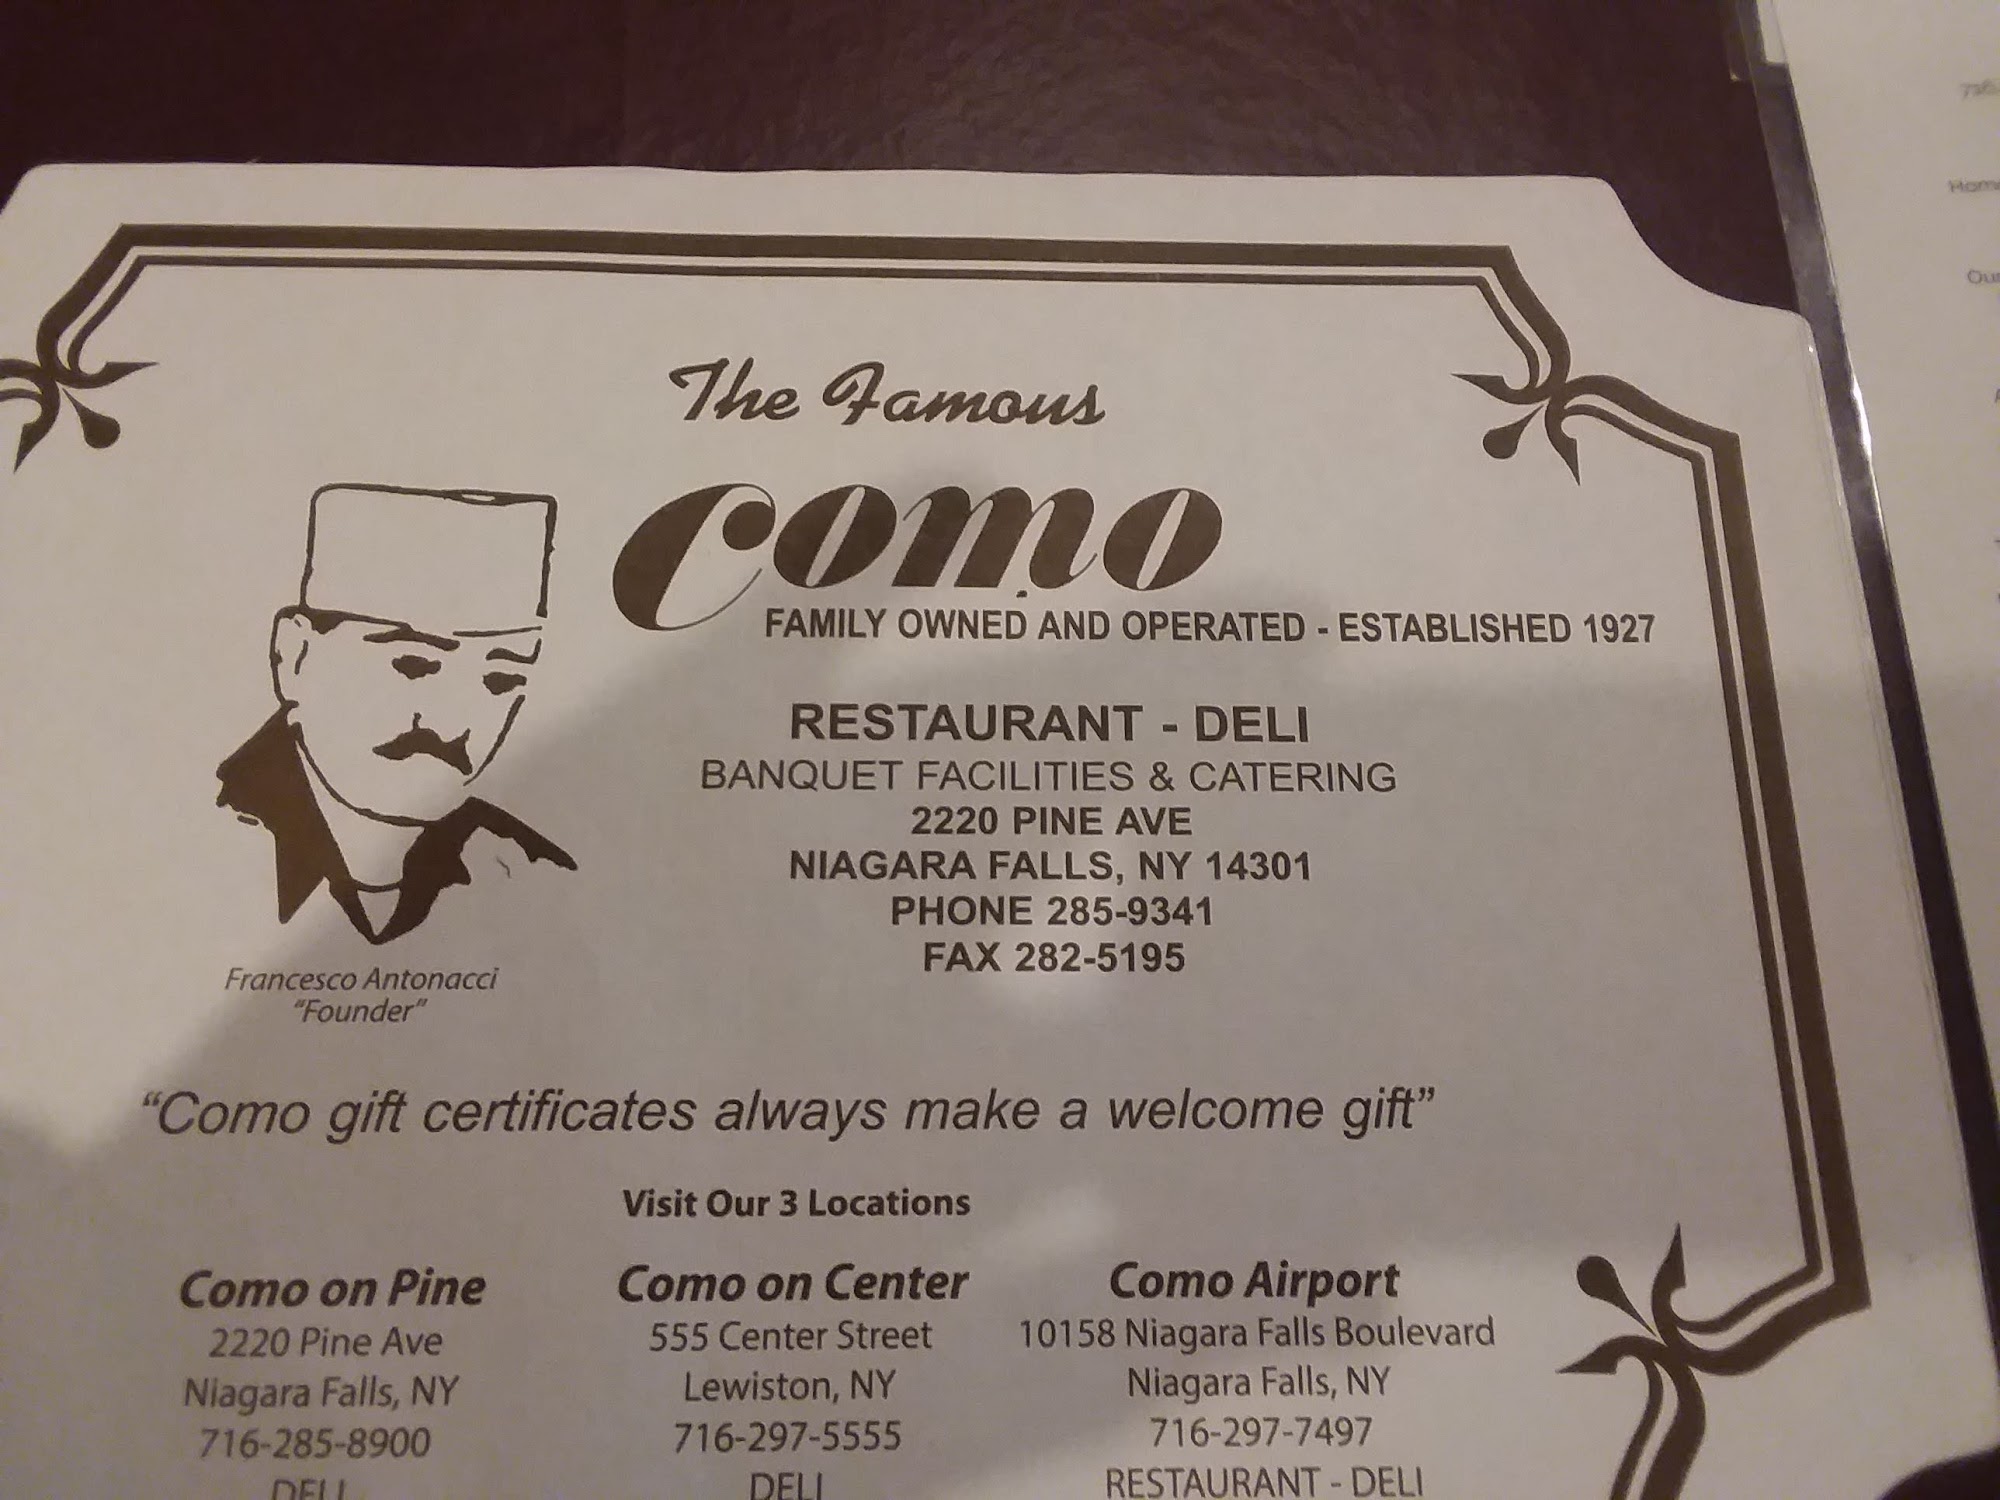 The Famous
Como
FAMILY OWNED AND OPERATED - ESTABLISHED 1927
RESTAURANT - DELI
BANQUET FACILITIES & CATERING
2220 PINE AVE
NIAGARA FALLS, NY 14301
PHONE 285-9341
FAX 282-5195
Francesco Antonacci
"Founder"
"Como gift certificates always make a welcome gift"
Visit Our 3 Locations
Como on Pine
2220 Pine Ave
Niagara Falls, NY
716-285-8900
DELI
Como on Center
555 Center Street
Lewiston, NY
716-297-5555
DELI
Como Airport
10158 Niagara Falls Boulevard
Niagara Falls, NY
716-297-7497
RESTAURANT - DELI